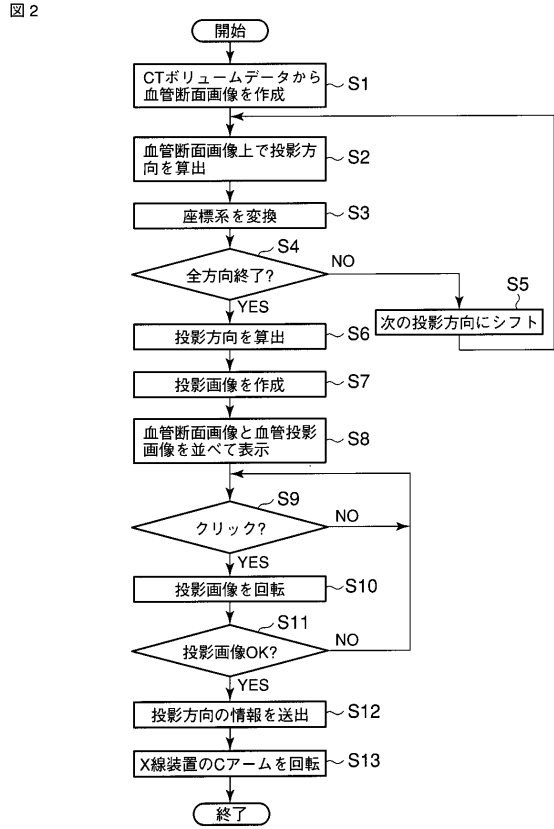 図2
開始
CTボリュームデータから
血管断面画像を作成
S1
血管断面画像上で投影方
向を算出
S2
座標系を変換
S3
S4
全方向終了?
NO
YES
S5
次の投影方向にシフト
投影方向を算出
S6
投影画像を作成
S7
血管断面画像と血管投影
画像を並べて表示
S8
S9
クリック?
NO
YES
投影画像を回転
S10
S11
投影画像OK?
NO
YES
投影方向の情報を送出
S12
X線装置のCアームを回転
S13
終了